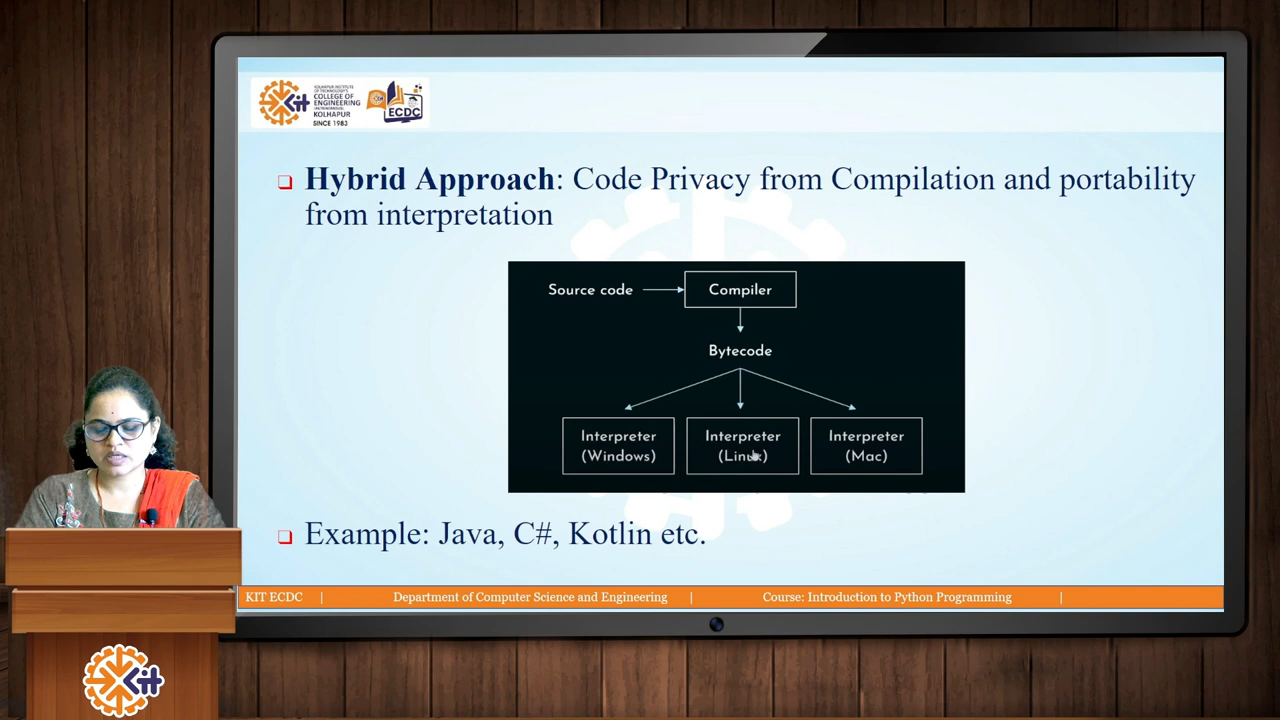 KOLHAPUR INSTITUTE
OF TECHNOLOGY'S
COLLEGE OF
ENGINEERING
KOLHAPUR
SINCE 1983
Kit
ECDC
❑ Hybrid Approach: Code Privacy from Compilation and portability
from interpretation
Source code
Compiler
Bytecode
Interpreter
(Windows)
Interpreter
(Linux)
Interpreter
(Mac)
❑ Example: Java, C#, Kotlin etc.
KIT ECDC | Department of Computer Science and Engineering | Course: Introduction to Python Programming |
Kit